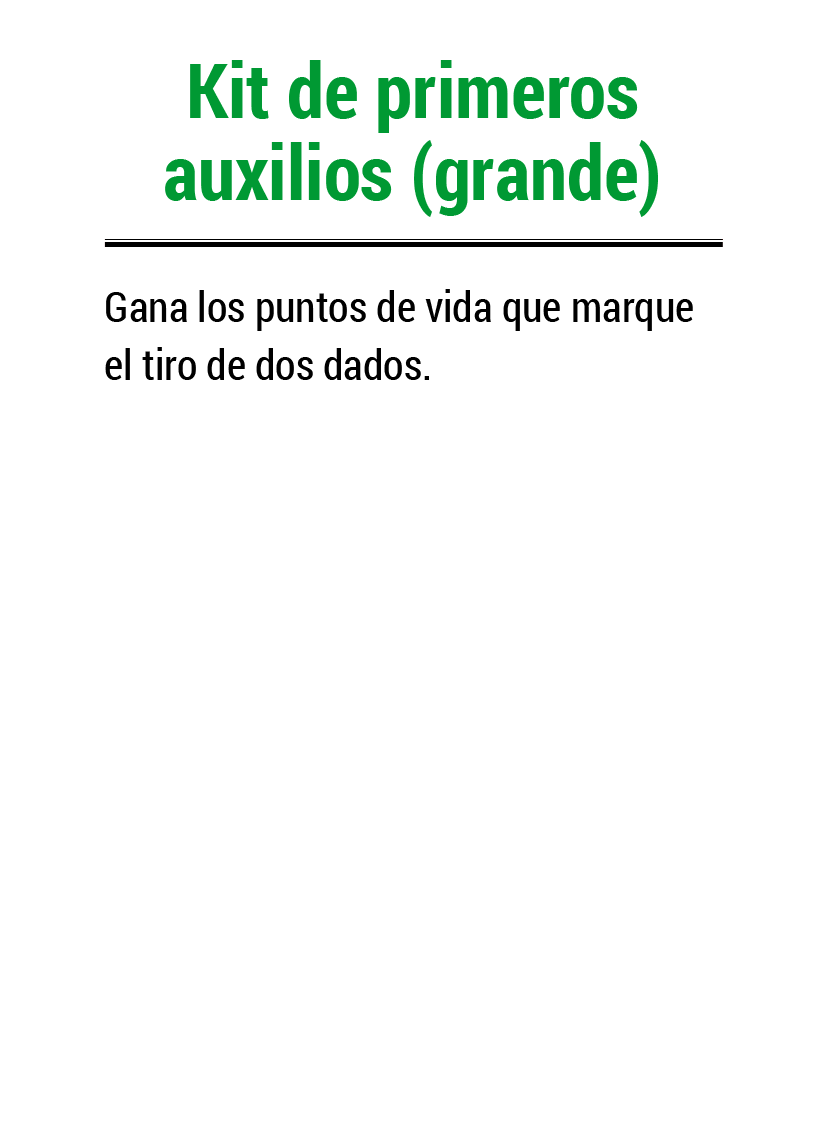 Kit de primeros
auxilios (grande)
Gana los puntos de vida que marque
el tiro de dos dados.